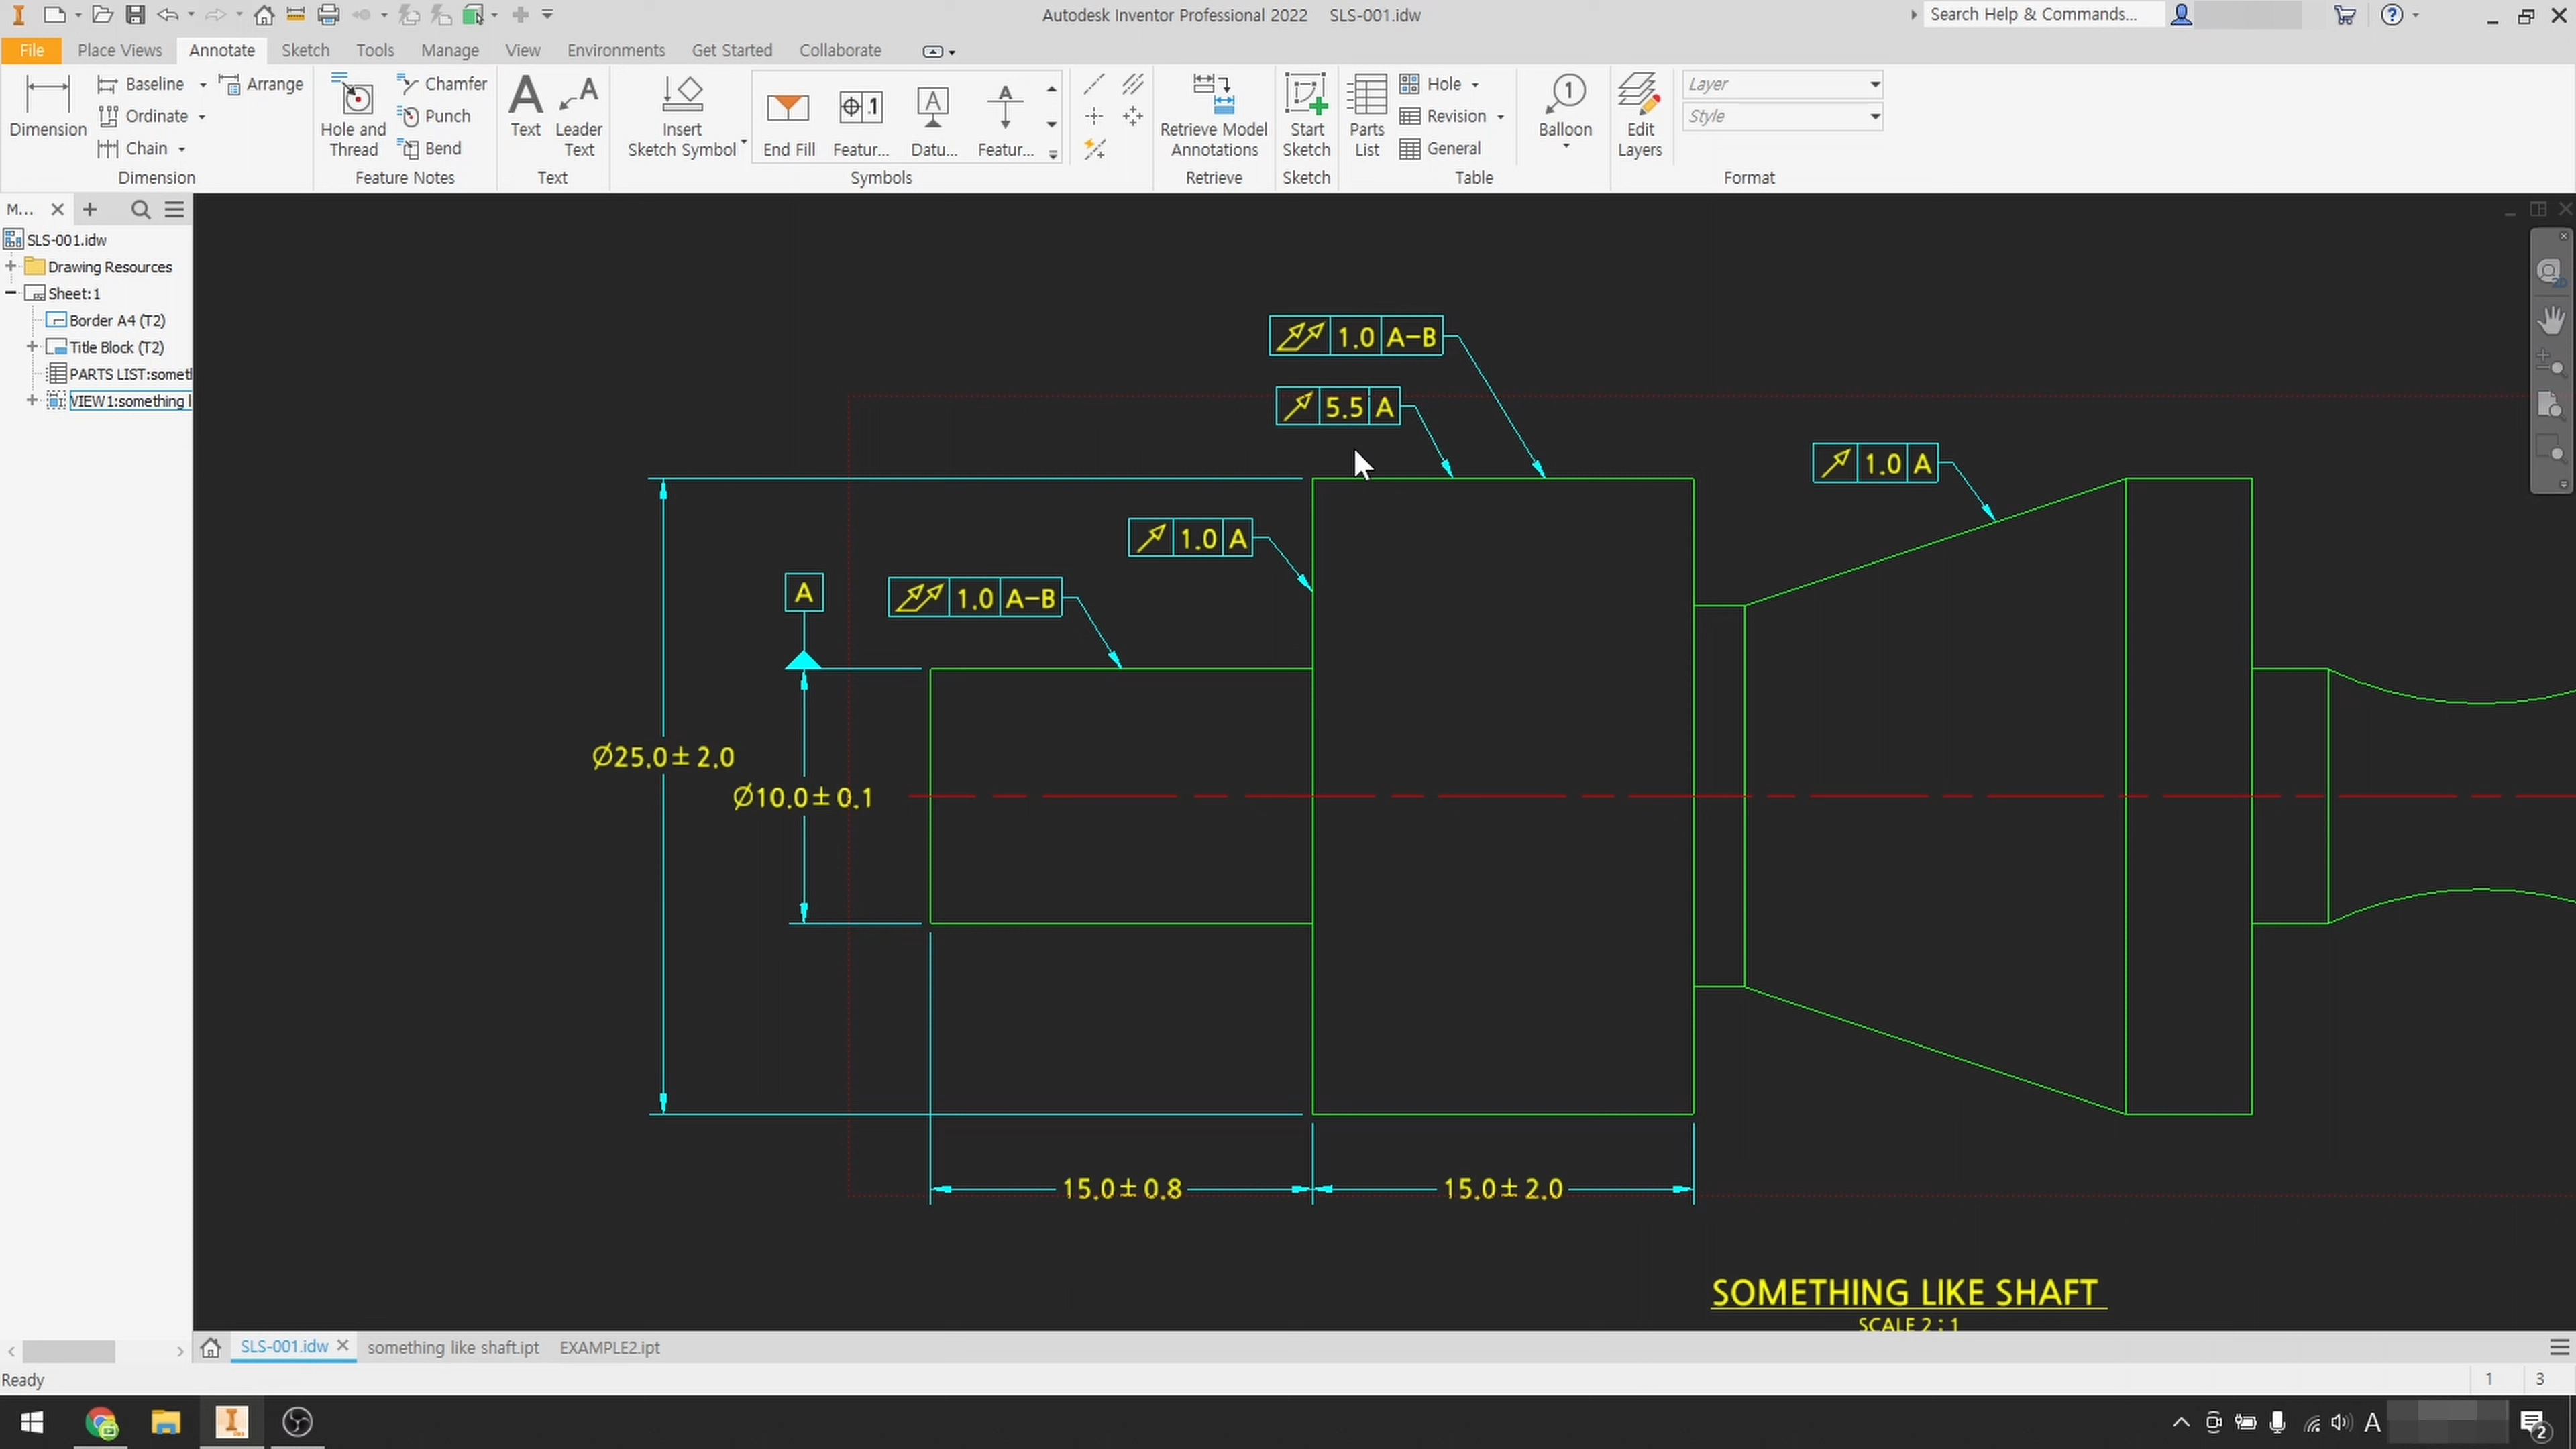 Autodesk Inventor Professional 2022 SLS-001.idw
Search Help & Commands...
File Place Views Annotate Sketch Tools Manage View Environments Get Started Collaborate
Dimension
Baseline
Arrange
Ordinate
Chain
Dimension
Hole and Thread
Chamfer
Punch
Bend
Feature Notes
Text
Leader Text
Text
Insert Sketch Symbol
End Fill
Featur...
Datu...
Featur...
Symbols
Retrieve Model Annotations
Retrieve
Start Sketch
Sketch
Parts List
Hole
Revision
General
Table
Balloon
Edit Layers
Layer
Style
Format
M...
SLS-001.idw
Drawing Resources
Sheet:1
Border A4 (T2)
Title Block (T2)
PARTS LIST:somet
VIEW1:something l
1.0 A-B
5.5 A
1.0 A
1.0 A
A
1.0 A-B
Ø25.0±2.0
Ø10.0±0.1
15.0±0.8
15.0±2.0
SOMETHING LIKE SHAFT
SCALE 2 : 1
SLS-001.idw something like shaft.ipt EXAMPLE2.ipt
Ready
1 3
A
2